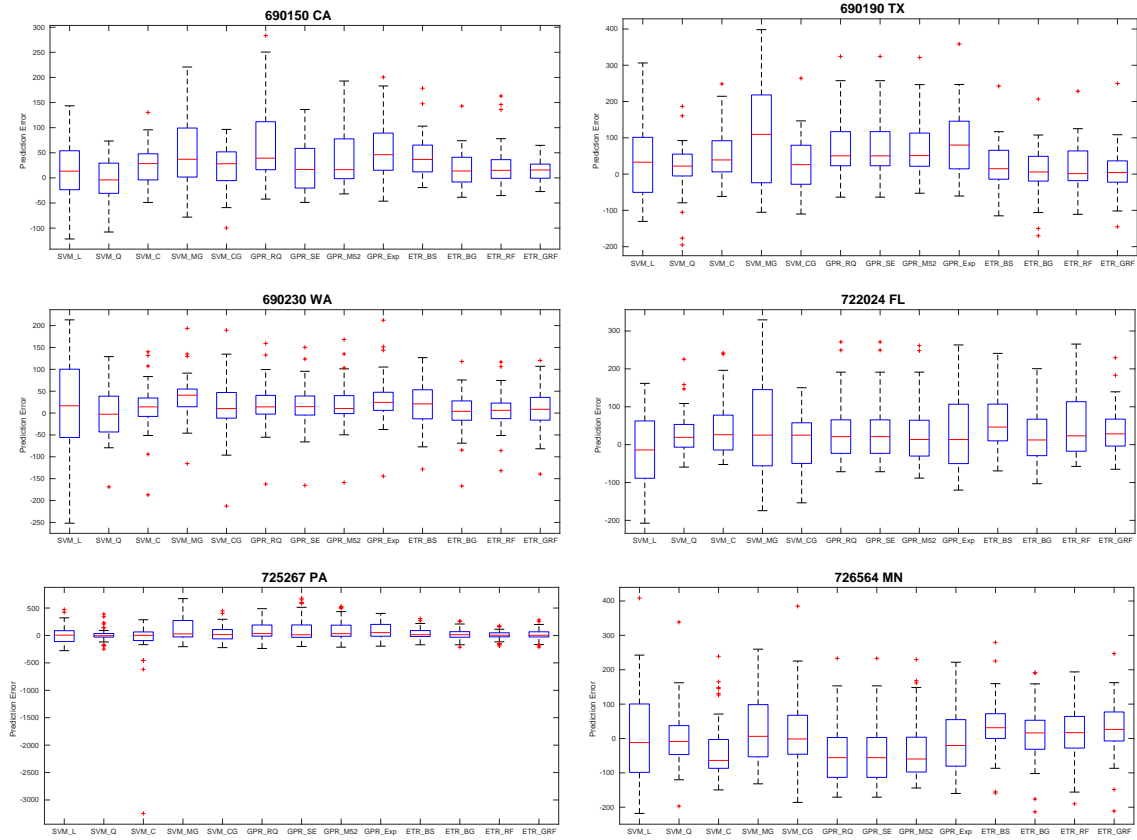 690150 CA
Prediction Error
300
250
200
150
100
50
0
-50
-100
SVM_L SVM_Q SVM_C SVM_MG SVM_CG GPR_RQ GPR_SE GPR_M52 GPR_Exp ETR_BS ETR_BG ETR_RF ETR_GRF
690190 TX
Prediction Error
400
300
200
100
0
-100
-200
SVM_L SVM_Q SVM_C SVM_MG SVM_CG GPR_RQ GPR_SE GPR_M52 GPR_Exp ETR_BS ETR_BG ETR_RF ETR_GRF
690230 WA
Prediction Error
200
150
100
50
0
-50
-100
-150
-200
-250
SVM_L SVM_Q SVM_C SVM_MG SVM_CG GPR_RQ GPR_SE GPR_M52 GPR_Exp ETR_BS ETR_BG ETR_RF ETR_GRF
722024 FL
Prediction Error
300
200
100
0
-100
-200
SVM_L SVM_Q SVM_C SVM_MG SVM_CG GPR_RQ GPR_SE GPR_M52 GPR_Exp ETR_BS ETR_BG ETR_RF ETR_GRF
725267 PA
Prediction Error
500
0
-500
-1000
-1500
-2000
-2500
-3000
SVM_L SVM_Q SVM_C SVM_MG SVM_CG GPR_RQ GPR_SE GPR_M52 GPR_Exp ETR_BS ETR_BG ETR_RF ETR_GRF
726564 MN
Prediction Error
400
300
200
100
0
-100
-200
SVM_L SVM_Q SVM_C SVM_MG SVM_CG GPR_RQ GPR_SE GPR_M52 GPR_Exp ETR_BS ETR_BG ETR_RF ETR_GRF